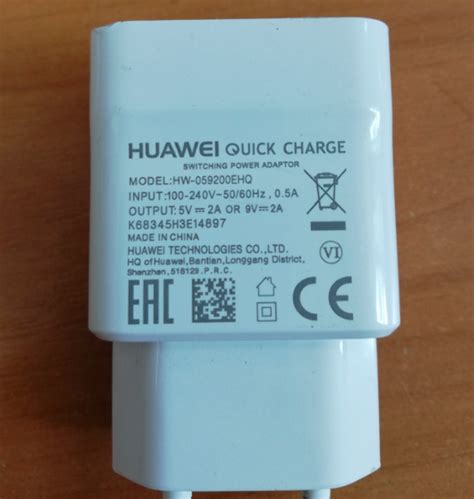 HUAWEI QUICK CHARGE
SWITCHING POWER ADAPTOR
MODEL:HW-059200EHQ
INPUT:100-240V~50/60Hz, 0.5A
OUTPUT:5V⎓2A OR 9V⎓2A
K68345H3E14897
MADE IN CHINA
HUAWEI TECHNOLOGIES CO.,LTD.
HQ of Huawei,Bantian,Longgang District,
Shenzhen, 518129 .P.R.C.
VI
EAC CE